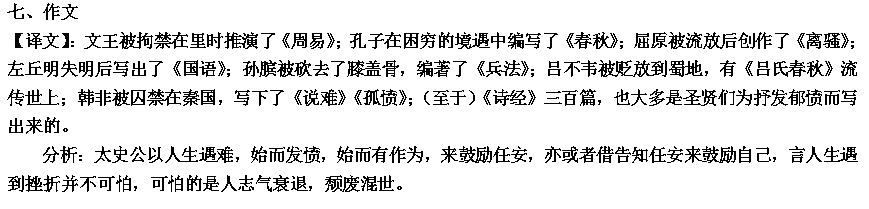 七、作文
【译文】：文王被拘禁在里时推演了《周易》；孔子在困穷的境遇中编写了《春秋》；屈原被流放后创作了《离骚》；
左丘明失明后写出了《国语》；孙膑被砍去了膝盖骨，编著了《兵法》；吕不韦被贬放到蜀地，有《吕氏春秋》流
传世上；韩非被囚禁在秦国，写下了《说难》《孤愤》；（至于）《诗经》三百篇，也大多是圣贤们为抒发郁愤而写
出来的。
分析：太史公以人生遇难，始而发愤，始而有作为，来鼓励任安，亦或者借告知任安来鼓励自己，言人生遇
到挫折并不可怕，可怕的是人志气衰退，颓废混世。